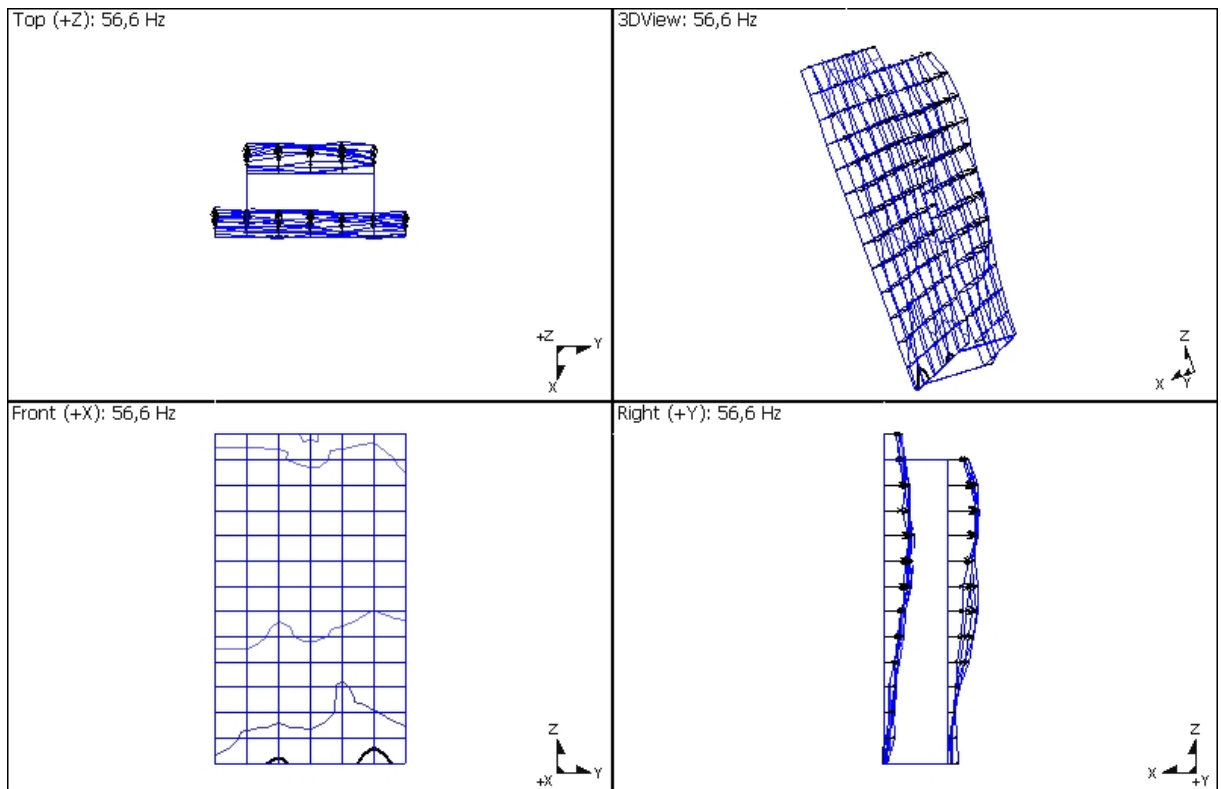 Top (+Z): 56,6 Hz
+Z
Y
X
3DView: 56,6 Hz
Z
X
Y
Front (+X): 56,6 Hz
Z
+X
Y
Right (+Y): 56,6 Hz
Z
X
+Y